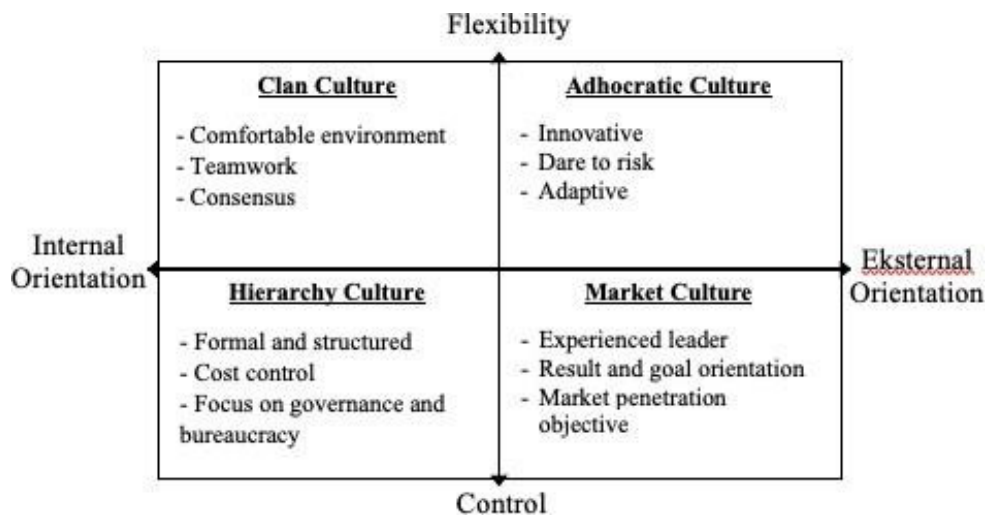 Flexibility
Clan Culture
- Comfortable environment
- Teamwork
- Consensus
Adhocratic Culture
- Innovative
- Dare to risk
- Adaptive
Internal
Orientation
Eksternal
Orientation
Hierarchy Culture
- Formal and structured
- Cost control
- Focus on governance and
bureaucracy
Market Culture
- Experienced leader
- Result and goal orientation
- Market penetration
objective
Control